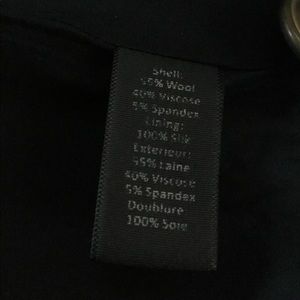 Shell:
55% Wool
40% Viscose
5% Spandex
Lining:
100% Silk
Exterieur:
55% Laine
40% Viscose
5% Spandex
Doublure
100% Soie